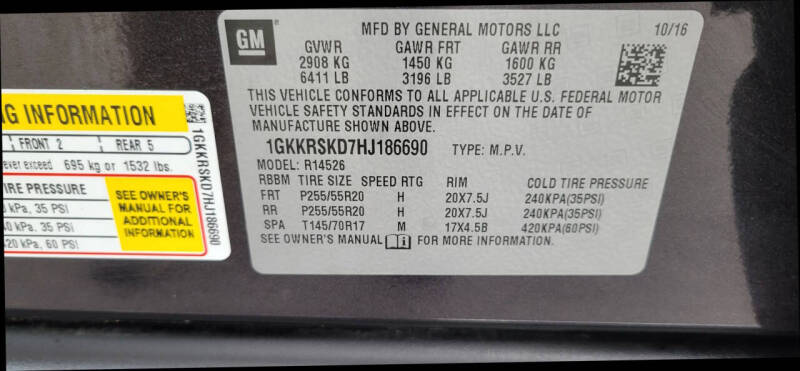 GM
MFD BY GENERAL MOTORS LLC 10/16
GVWR GAWR FRT GAWR RR
2908 KG 1450 KG 1600 KG
6411 LB 3196 LB 3527 LB
THIS VEHICLE CONFORMS TO ALL APPLICABLE U.S. FEDERAL MOTOR
VEHICLE SAFETY STANDARDS IN EFFECT ON THE DATE OF
MANUFACTURE SHOWN ABOVE.
1GKKRSKD7HJ186690 TYPE: M.P.V.
MODEL: R14526
RBBM TIRE SIZE SPEED RTG RIM COLD TIRE PRESSURE
FRT P255/55R20 H 20X7.5J 240KPA(35PSI)
RR P255/55R20 H 20X7.5J 240KPA(35PSI)
SPA T145/70R17 M 17X4.5B 420KPA(60PSI)
SEE OWNER'S MANUAL FOR MORE INFORMATION.
NG INFORMATION
FRONT 2 REAR 5
ever exceed 695 kg or 1532 lbs.
TIRE PRESSURE
kPa, 35 PSI
kPa, 35 PSI
20 kPa, 60 PSI
SEE OWNER'S
MANUAL FOR
ADDITIONAL
INFORMATION
1GKKRSKD7HJ186690